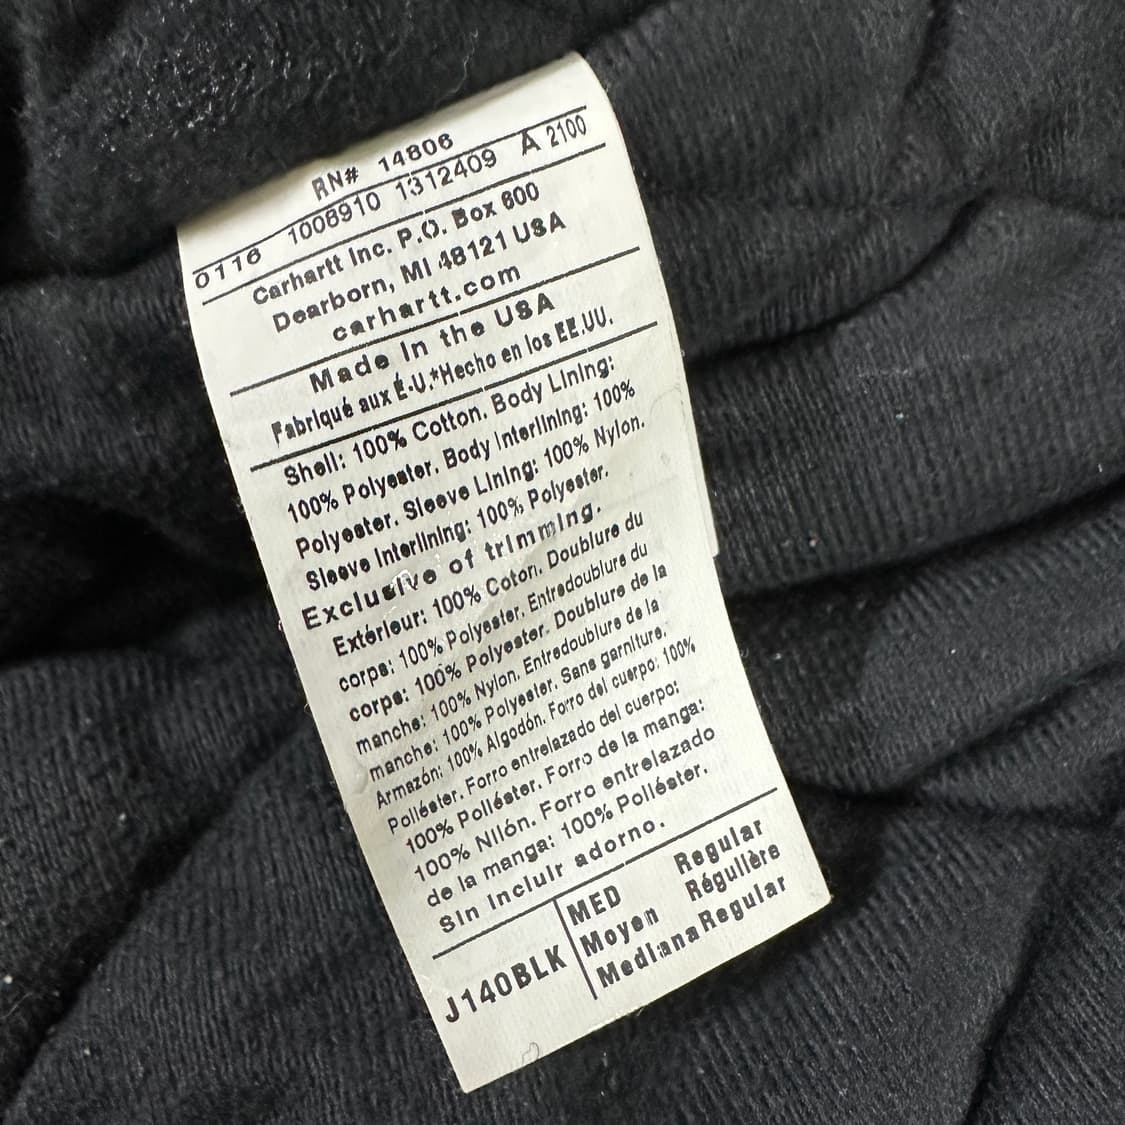 RN# 14806
0116 1008910 1312409 A 2100
Carhartt Inc. P.O. Box 600
Dearborn, MI 48121 USA
carhartt.com
Made In the USA
Fabriqué aux É-U.*Hecho en los EE.UU.
Shell: 100% Cotton. Body Lining:
100% Polyester. Body Interlining: 100%
Polyester. Sleeve Lining: 100% Nylon.
Sleeve Interlining: 100% Polyester.
Exclusive of trimming.
Extérieur: 100% Coton. Doublure du
corps: 100% Polyester. Entredoublure du
corps: 100% Polyester. Doublure de la
manche: 100% Nylon. Entredoublure de la
manche: 100% Polyester. Sans garniture.
Armazón: 100% Algodón. Forro del cuerpo: 100%
Poliéster. Forro entrelazado del cuerpo:
100% Poliéster. Forro de la manga:
100% Nilón. Forro entrelazado
de la manga: 100% Poliéster.
Sin incluir adorno.
J140BLK
MED Regular
Moyen Régulière
Mediana Regular